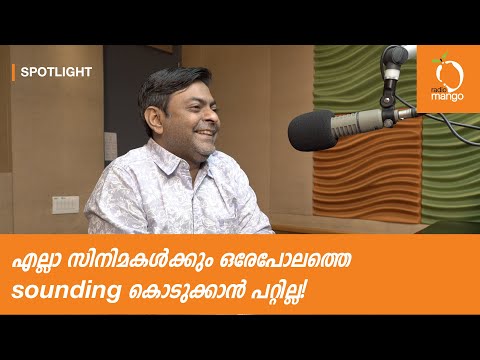 SPOTLIGHT
radio
mango
എല്ലാ സിനിമകൾക്കും ഒരേപോലത്തെ
sounding കൊടുക്കാൻ പറ്റില്ല!